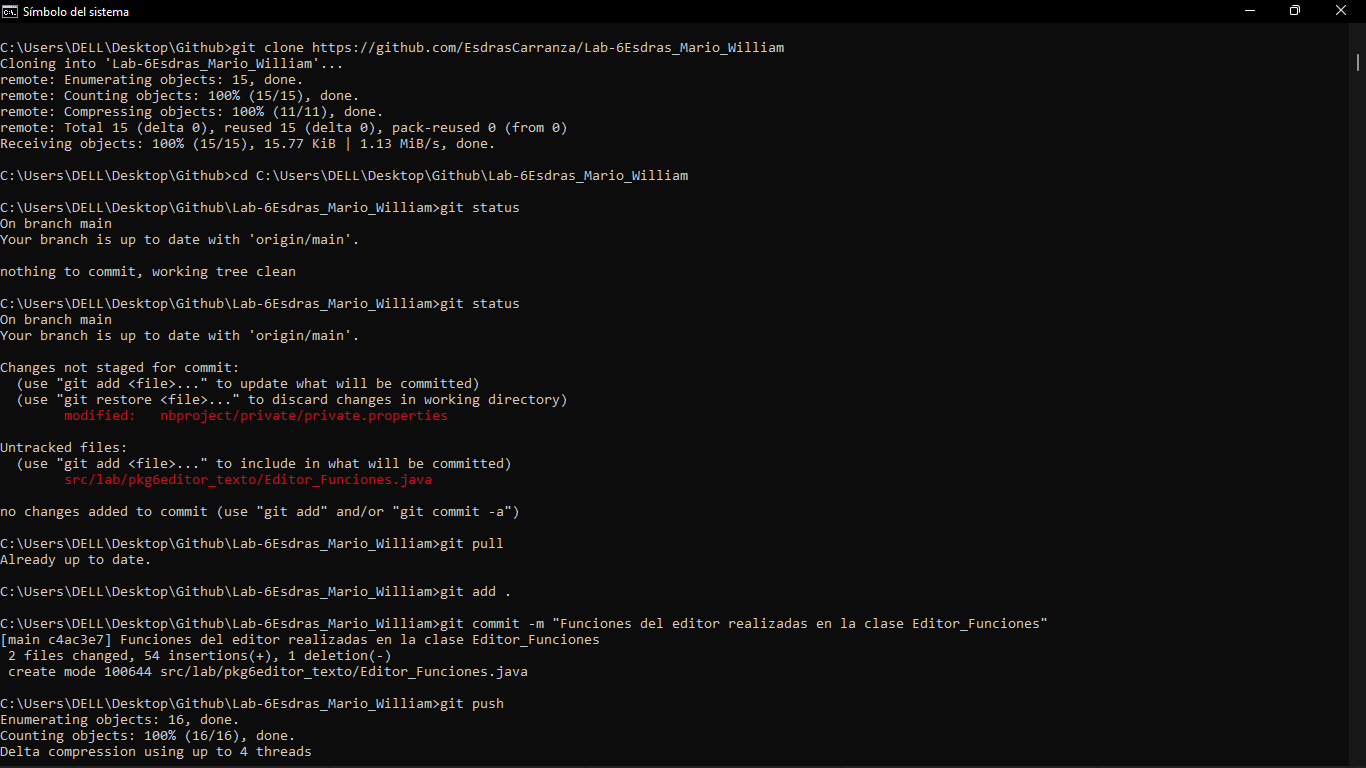 Símbolo del sistema
C:\Users\DELL\Desktop\Github>git clone https://github.com/EsdrasCarranza/Lab-6Esdras_Mario_William
Cloning into 'Lab-6Esdras_Mario_William'...
remote: Enumerating objects: 15, done.
remote: Counting objects: 100% (15/15), done.
remote: Compressing objects: 100% (11/11), done.
remote: Total 15 (delta 0), reused 15 (delta 0), pack-reused 0 (from 0)
Receiving objects: 100% (15/15), 15.77 KiB | 1.13 MiB/s, done.
C:\Users\DELL\Desktop\Github>cd C:\Users\DELL\Desktop\Github\Lab-6Esdras_Mario_William
C:\Users\DELL\Desktop\Github\Lab-6Esdras_Mario_William>git status
On branch main
Your branch is up to date with 'origin/main'.
nothing to commit, working tree clean
C:\Users\DELL\Desktop\Github\Lab-6Esdras_Mario_William>git status
On branch main
Your branch is up to date with 'origin/main'.
Changes not staged for commit:
  (use "git add <file>..." to update what will be committed)
  (use "git restore <file>..." to discard changes in working directory)
        modified:   nbproject/private/private.properties
Untracked files:
  (use "git add <file>..." to include in what will be committed)
        src/lab/pkg6editor_texto/Editor_Funciones.java
no changes added to commit (use "git add" and/or "git commit -a")
C:\Users\DELL\Desktop\Github\Lab-6Esdras_Mario_William>git pull
Already up to date.
C:\Users\DELL\Desktop\Github\Lab-6Esdras_Mario_William>git add .
C:\Users\DELL\Desktop\Github\Lab-6Esdras_Mario_William>git commit -m "Funciones del editor realizadas en la clase Editor_Funciones"
[main c4ac3e7] Funciones del editor realizadas en la clase Editor_Funciones
 2 files changed, 54 insertions(+), 1 deletion(-)
 create mode 100644 src/lab/pkg6editor_texto/Editor_Funciones.java
C:\Users\DELL\Desktop\Github\Lab-6Esdras_Mario_William>git push
Enumerating objects: 16, done.
Counting objects: 100% (16/16), done.
Delta compression using up to 4 threads